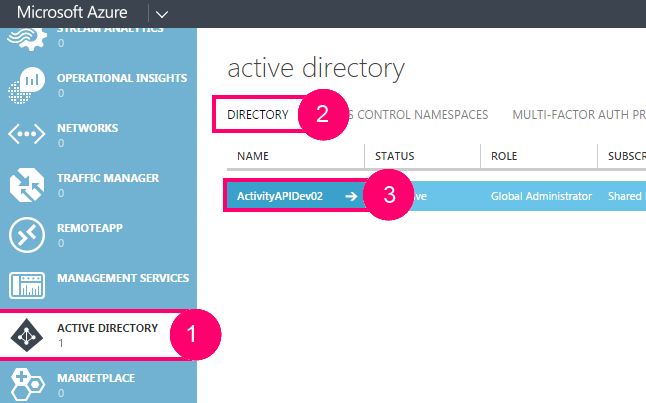 Microsoft Azure
STREAM ANALYTICS
0
OPERATIONAL INSIGHTS
0
NETWORKS
0
TRAFFIC MANAGER
0
REMOTEAPP
0
MANAGEMENT SERVICES
ACTIVE DIRECTORY
1
1
MARKETPLACE
0
active directory
DIRECTORY
2
CONTROL NAMESPACES
MULTI-FACTOR AUTH PR
NAME
STATUS
ROLE
SUBSCR
ActivityAPIDev02
3
ve
Global Administrator
Shared